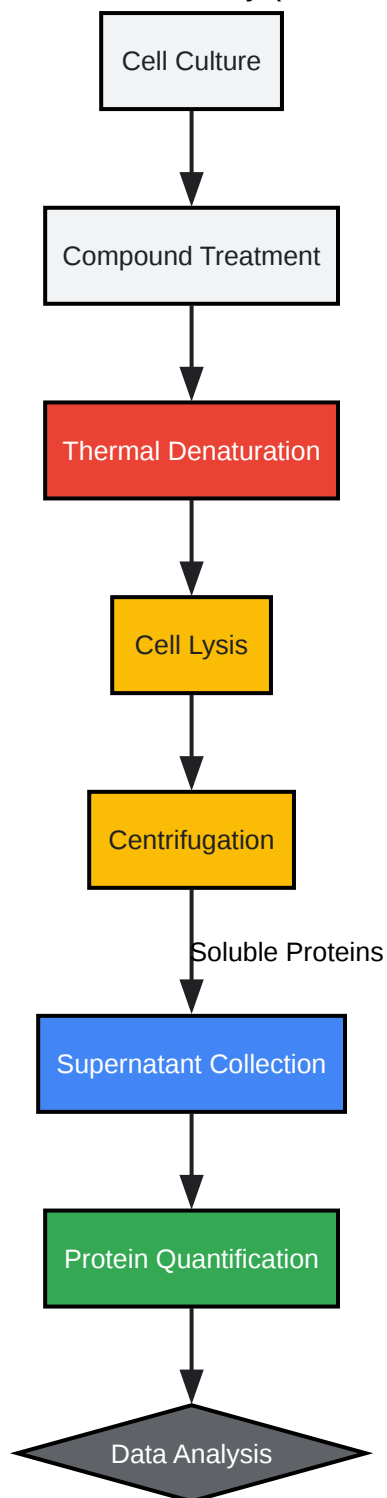 Cell Culture
Compound Treatment
Thermal Denaturation
Cell Lysis
Centrifugation
Soluble Proteins
Supernatant Collection
Protein Quantification
Data Analysis